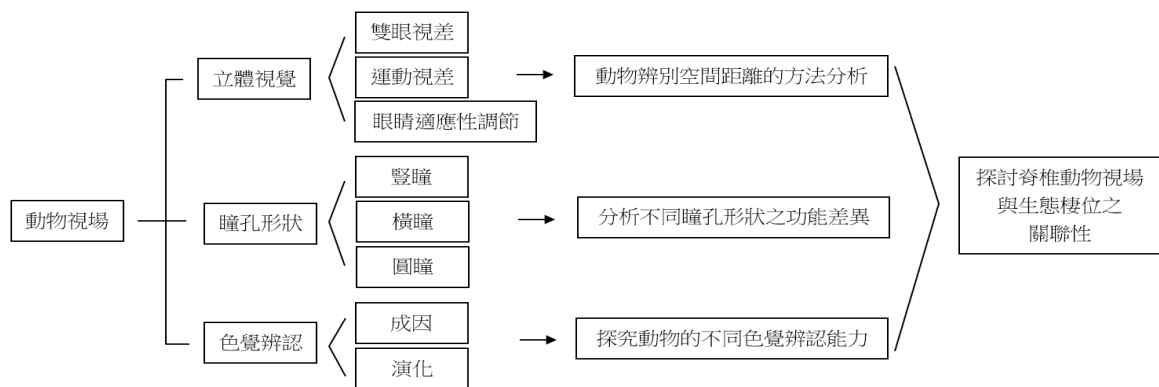 動物視場
立體視覺
雙眼視差
運動視差
眼睛適應性調節
動物辨別空間距離的方法分析
瞳孔形狀
豎瞳
橫瞳
圓瞳
分析不同瞳孔形狀之功能差異
色覺辨認
成因
演化
探究動物的不同色覺辨認能力
探討脊椎動物視場
與生態棲位之
關聯性